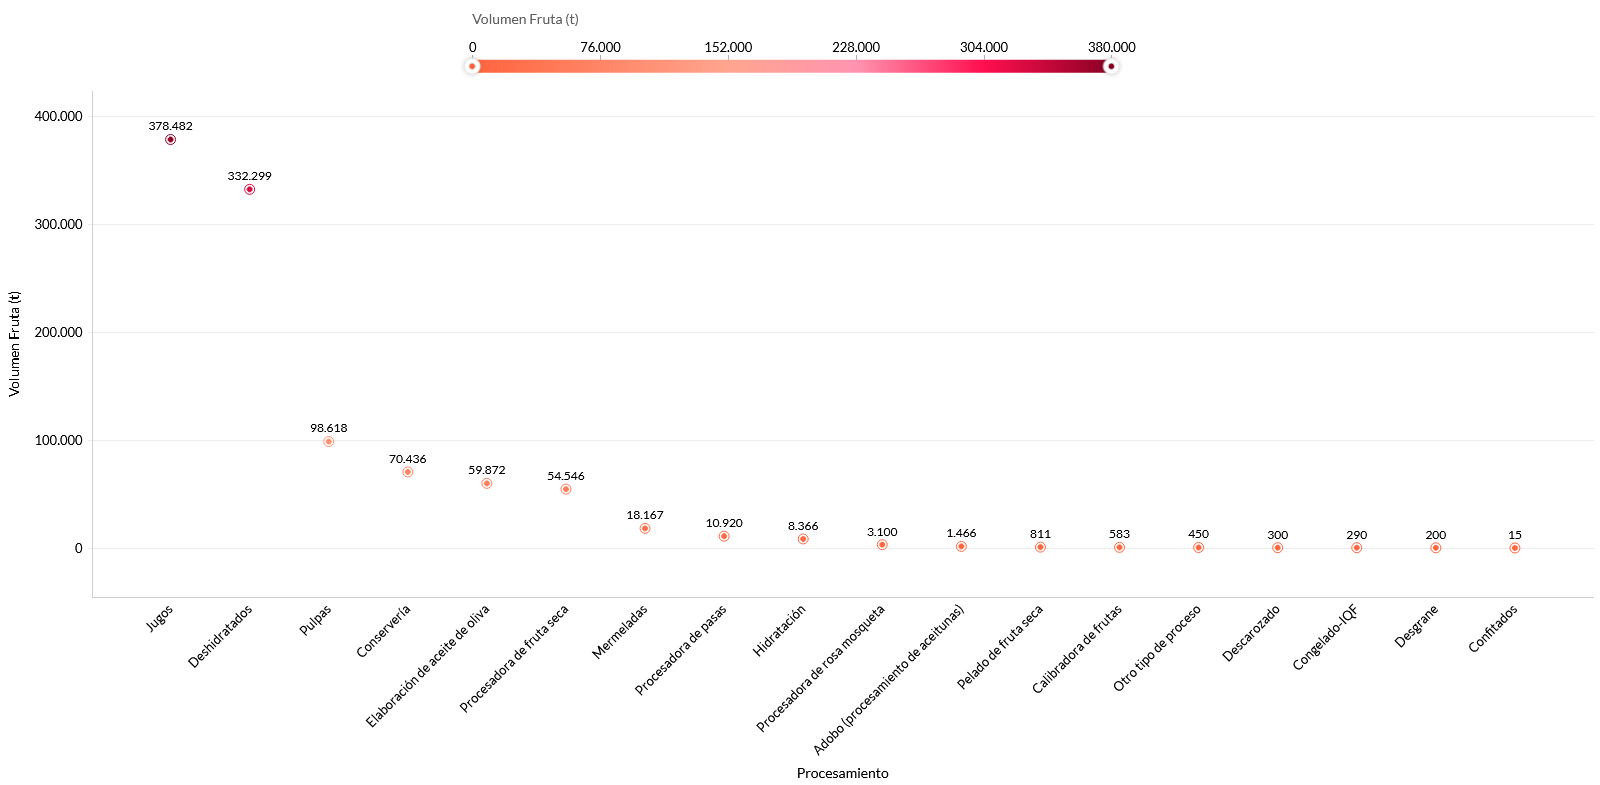 Volumen Fruta (t)
0 76.000 152.000 228.000 304.000 380.000
400.000
300.000
200.000
100.000
0
Volumen Fruta (t)
378.482
332.299
98.618
70.436
59.872
54.546
18.167
10.920
8.366
3.100
1.466
811
583
450
300
290
200
15
Jugos
Deshidratados
Pulpas
Conservería
Elaboración de aceite de oliva
Procesadora de fruta seca
Mermeladas
Procesadora de pasas
Hidratación
Procesadora de rosa mosqueta
Adobo (procesamiento de aceitunas)
Pelado de fruta seca
Calibradora de frutas
Otro tipo de proceso
Descarozado
Congelado-IQF
Desgrane
Confitados
Procesamiento